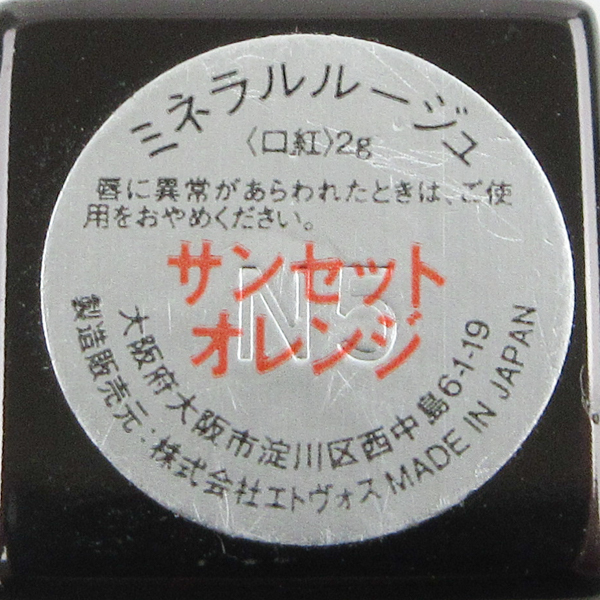 ミネラルルージュ
〈口紅〉2g
唇に異常があらわれたときは、ご使
用をおやめください。
サンセット
オレンジ
N5
大阪府大阪市淀川区西中島6-1-19
製造販売元:株式会社エトヴォス MADE IN JAPAN